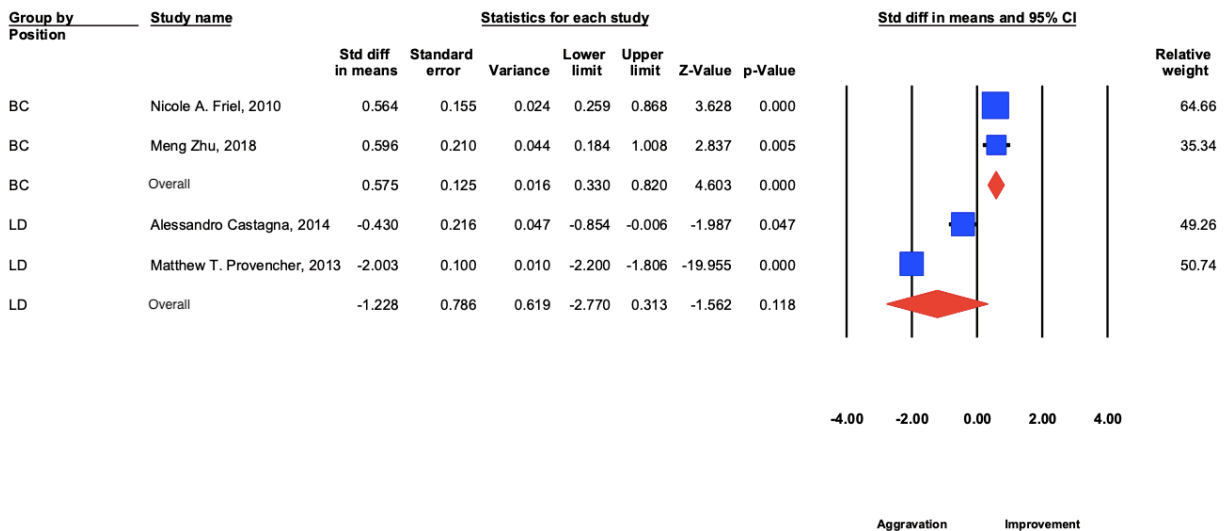 Group by Study name Statistics for each study Std diff in means and 95% CI
Position
Std diff Standard Lower Upper Relative
in means error Variance limit limit Z-Value p-Value weight
BC Nicole A. Friel, 2010 0.564 0.155 0.024 0.259 0.868 3.628 0.000 64.66
BC Meng Zhu, 2018 0.596 0.210 0.044 0.184 1.008 2.837 0.005 35.34
BC Overall 0.575 0.125 0.016 0.330 0.820 4.603 0.000
LD Alessandro Castagna, 2014 -0.430 0.216 0.047 -0.854 -0.006 -1.987 0.047 49.26
LD Matthew T. Provencher, 2013 -2.003 0.100 0.010 -2.200 -1.806 -19.955 0.000 50.74
LD Overall -1.228 0.786 0.619 -2.770 0.313 -1.562 0.118
-4.00 -2.00 0.00 2.00 4.00
Aggravation Improvement